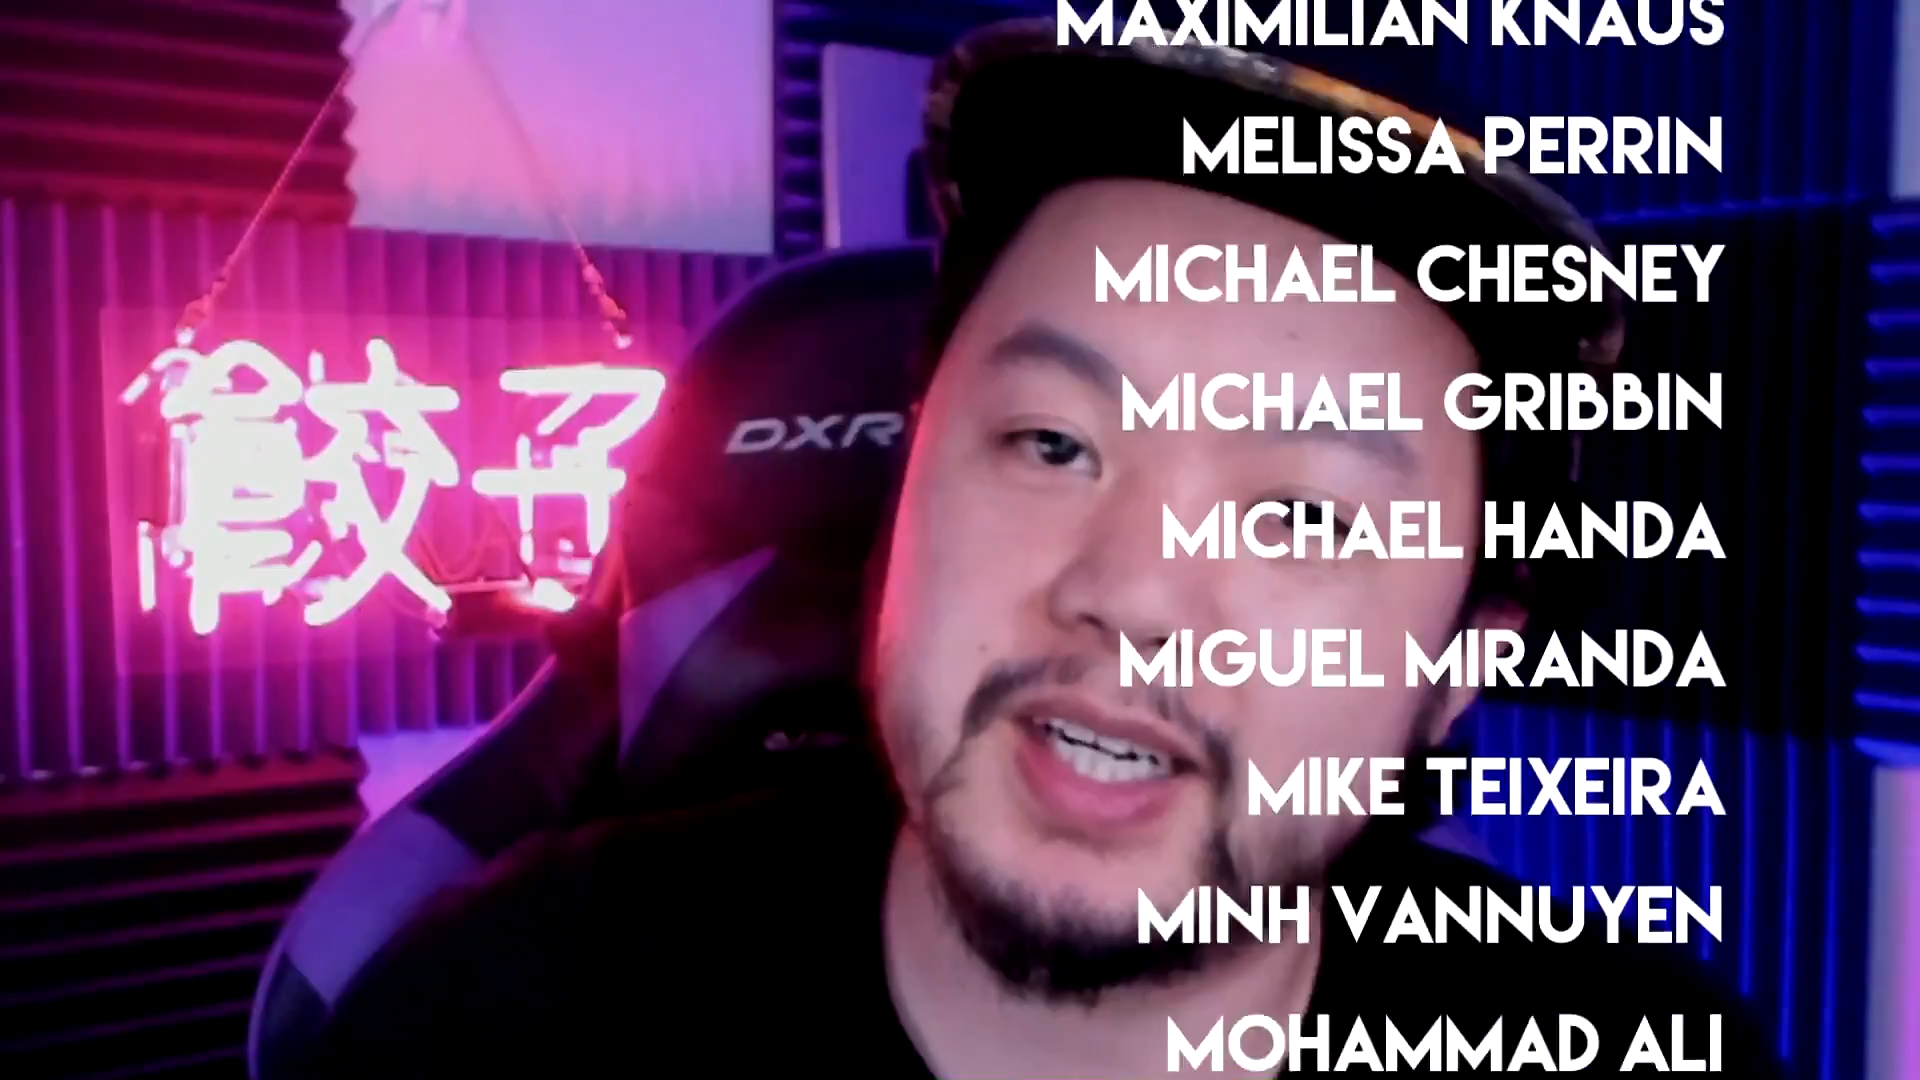 MAXIMILIAN KNAUS
MELISSA PERRIN
MICHAEL CHESNEY
餃子
DXR
MICHAEL GRIBBIN
MICHAEL HANDA
MIGUEL MIRANDA
MIKE TEIXEIRA
MINH VANNUYEN
MOHAMMAD ALI